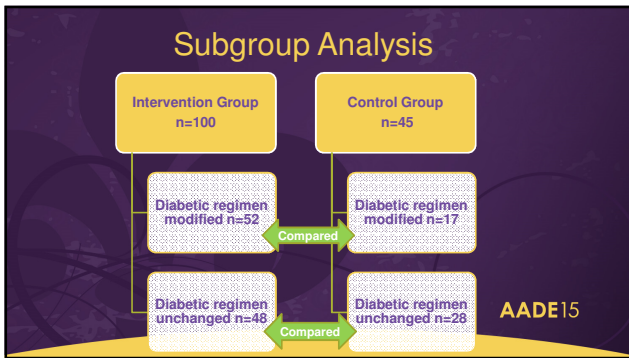 Subgroup Analysis
Intervention Group
n=100
Control Group
n=45
Diabetic regimen
modified n=52
Compared
Diabetic regimen
modified n=17
Diabetic regimen
unchanged n=48
Compared
Diabetic regimen
unchanged n=28
AADE15